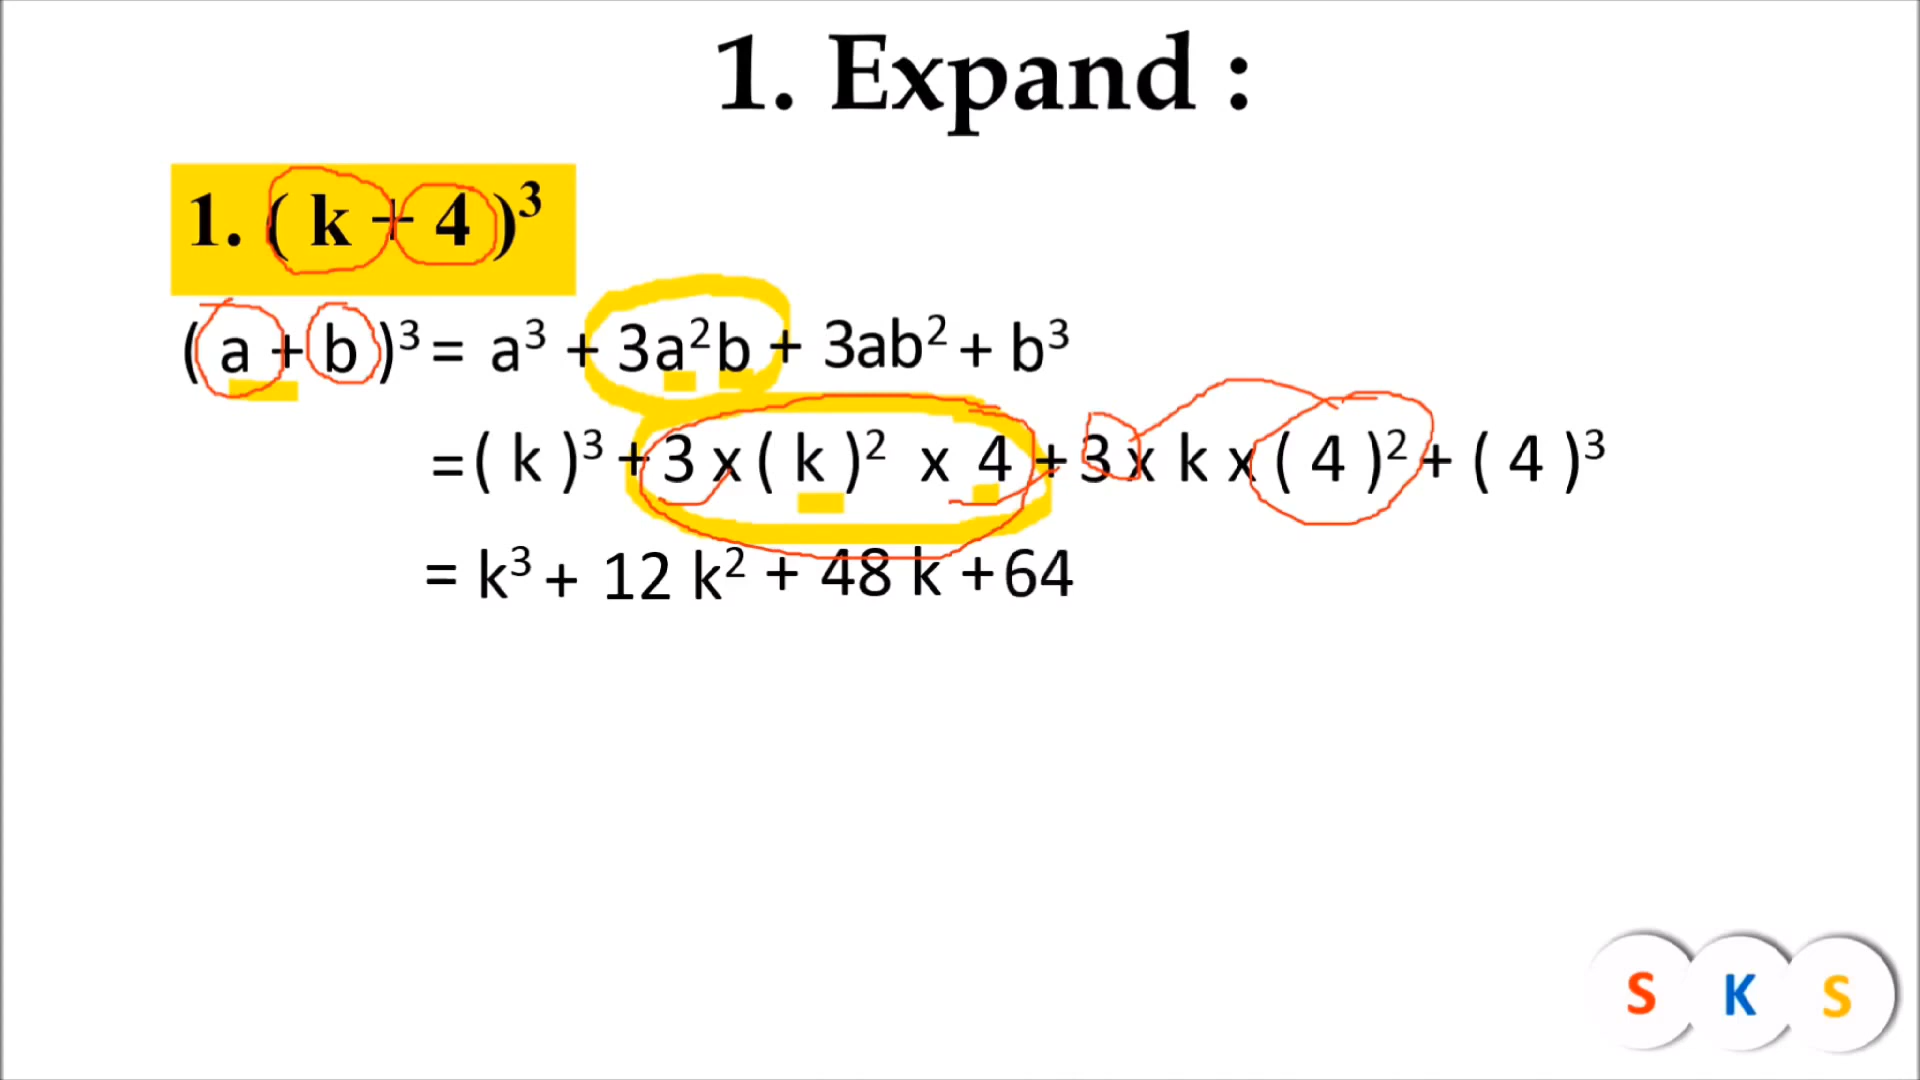 1. Expand :
1. ( k + 4 )³
( a + b )³ = a³ + 3a²b + 3ab² + b³
= ( k )³ + 3 x ( k )² x 4 + 3 x k x ( 4 )² + ( 4 )³
= k³ + 12 k² + 48 k + 64
S K S